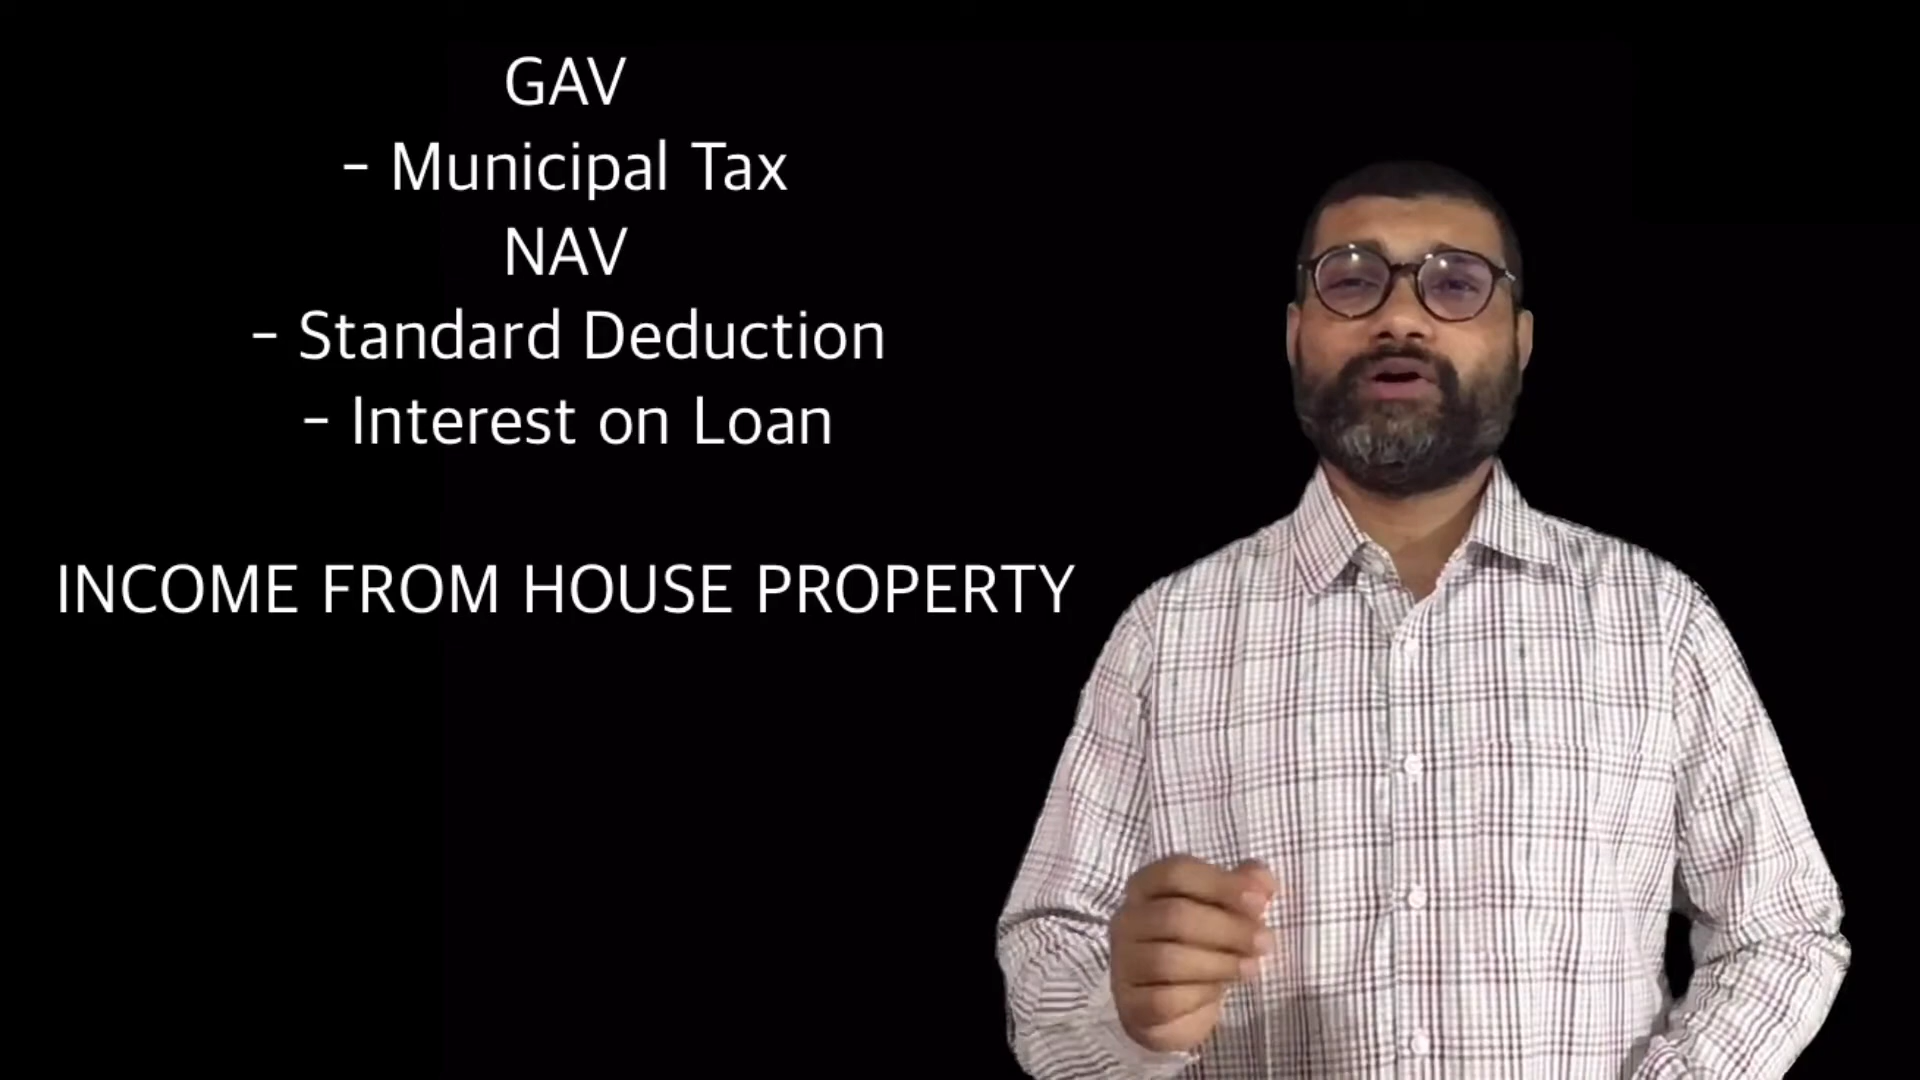 GAV
- Municipal Tax
NAV
- Standard Deduction
- Interest on Loan
INCOME FROM HOUSE PROPERTY